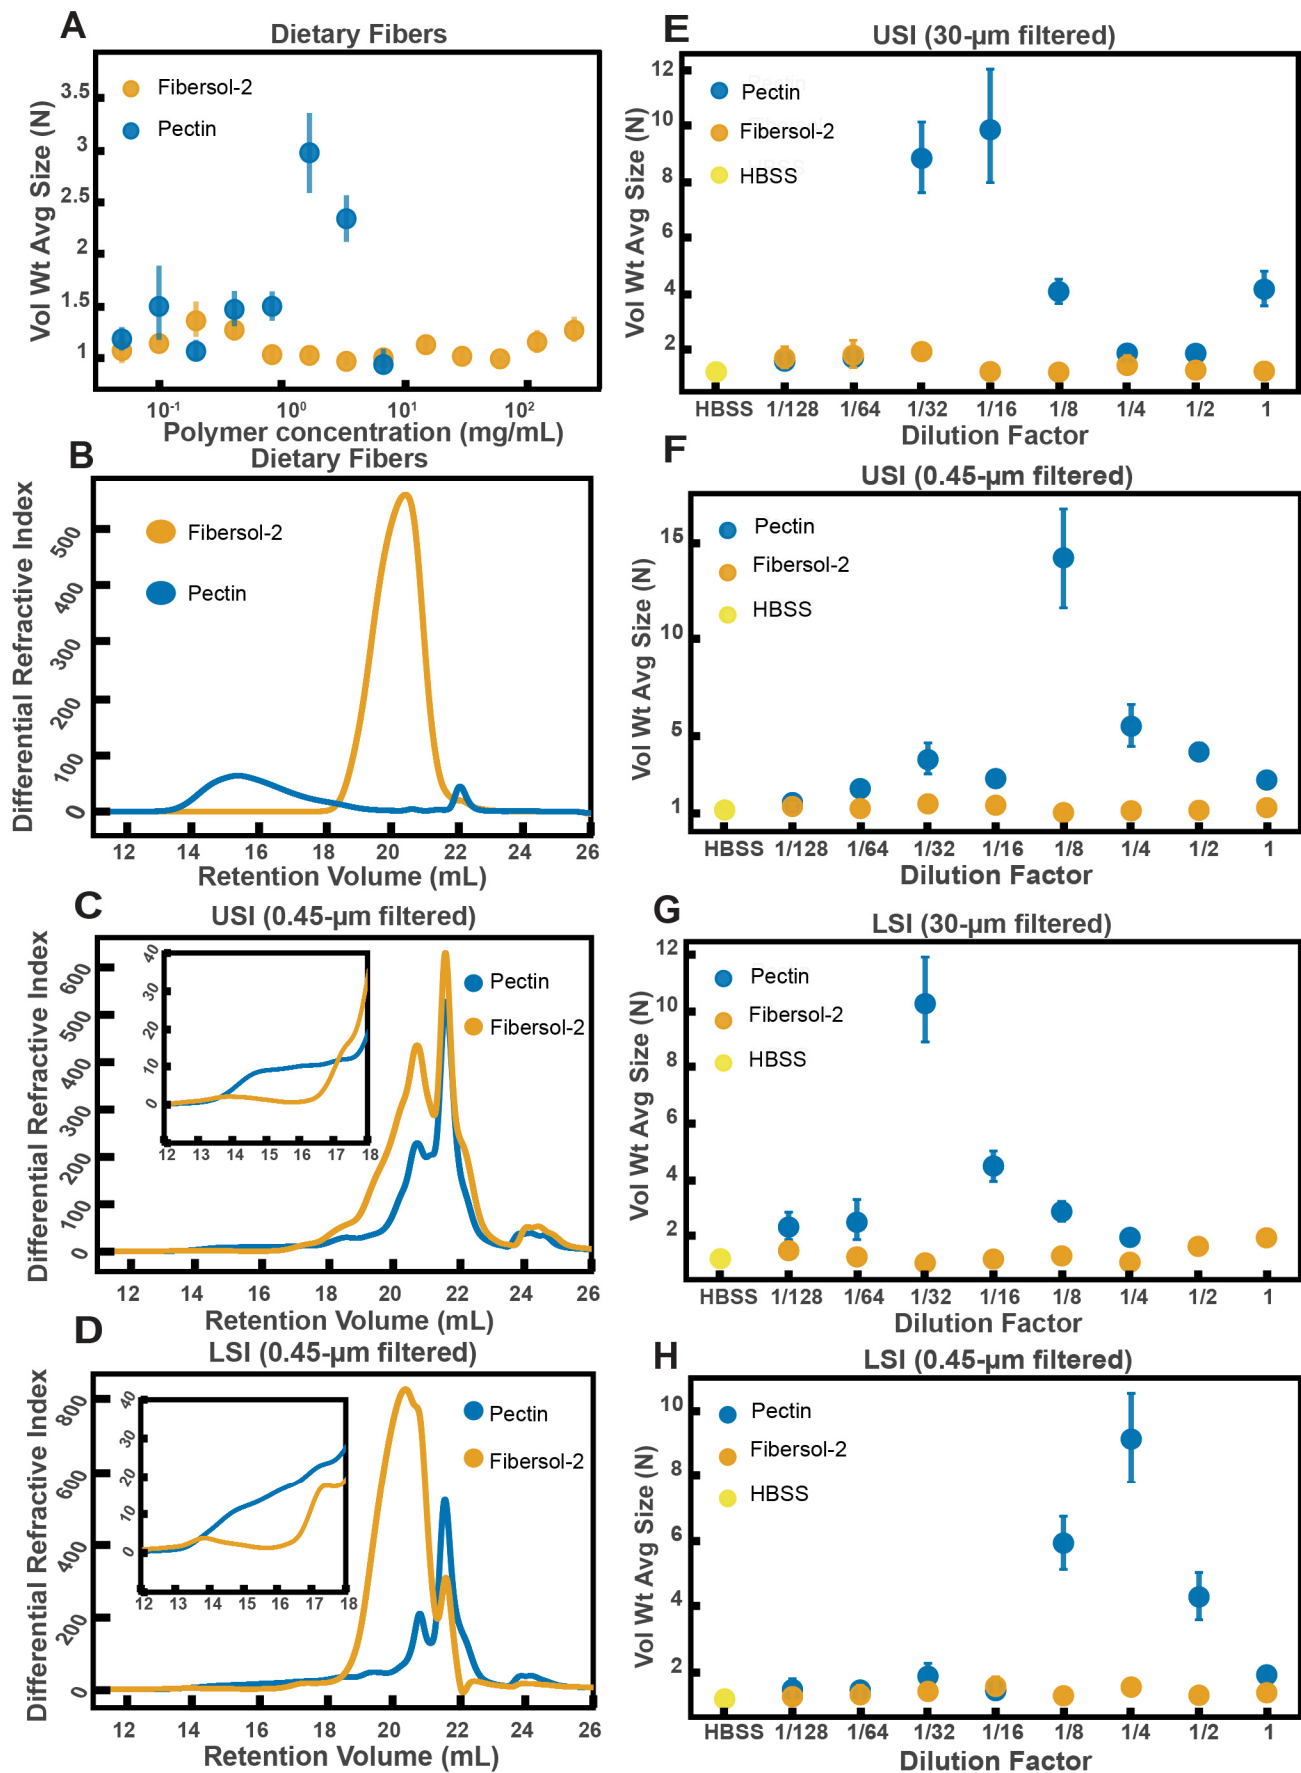 A
Dietary Fibers
Vol Wt Avg Size (N)
3.5
3
2.5
2
1.5
1
Fibersol-2
Pectin
10⁻¹
10⁰
10¹
10²
Polymer concentration (mg/mL)
B
Dietary Fibers
Differential Refractive Index
500
400
300
200
100
0
Fibersol-2
Pectin
12 14 16 18 20 22 24 26
Retention Volume (mL)
C
USI (0.45-µm filtered)
Differential Refractive Index
600
500
400
300
200
100
0
40
30
20
10
0
12 13 14 15 16 17 18
Pectin
Fibersol-2
12 14 16 18 20 22 24 26
Retention Volume (mL)
D
LSI (0.45-µm filtered)
Differential Refractive Index
800
600
400
200
0
40
30
20
10
0
12 13 14 15 16 17 18
Pectin
Fibersol-2
12 14 16 18 20 22 24 26
Retention Volume (mL)
E
USI (30-µm filtered)
Vol Wt Avg Size (N)
12
10
8
6
4
2
Pectin
Fibersol-2
HBSS
HBSS 1/128 1/64 1/32 1/16 1/8 1/4 1/2 1
Dilution Factor
F
USI (0.45-µm filtered)
Vol Wt Avg Size (N)
15
10
5
1
Pectin
Fibersol-2
HBSS
HBSS 1/128 1/64 1/32 1/16 1/8 1/4 1/2 1
Dilution Factor
G
LSI (30-µm filtered)
Vol Wt Avg Size (N)
12
10
8
6
4
2
Pectin
Fibersol-2
HBSS
HBSS 1/128 1/64 1/32 1/16 1/8 1/4 1/2 1
Dilution Factor
H
LSI (0.45-µm filtered)
Vol Wt Avg Size (N)
10
8
6
4
2
Pectin
Fibersol-2
HBSS
HBSS 1/128 1/64 1/32 1/16 1/8 1/4 1/2 1
Dilution Factor